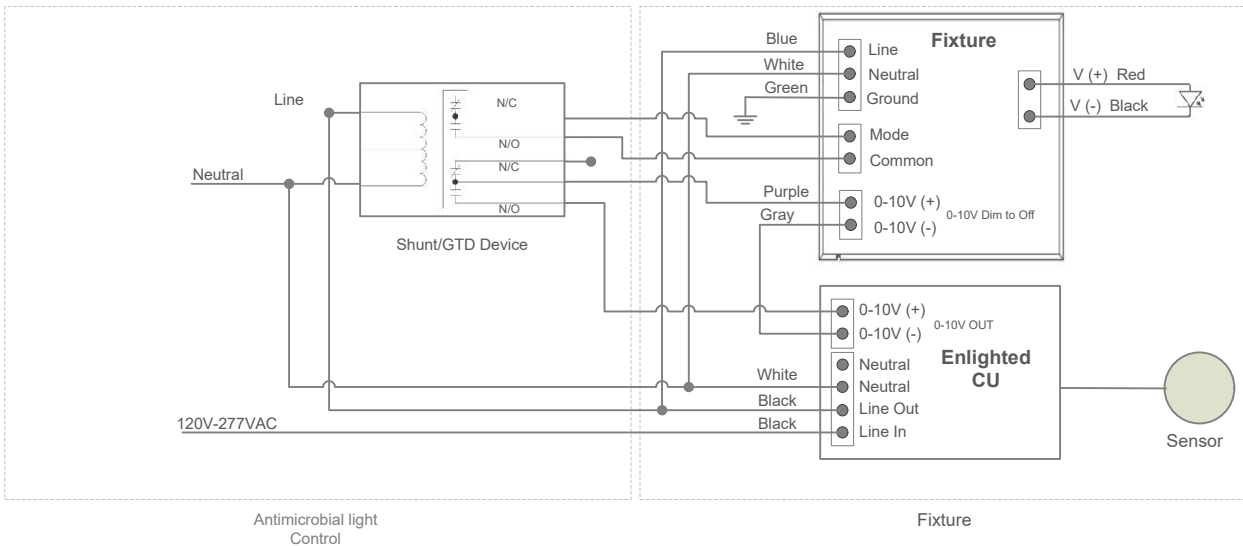 Line
Neutral
N/C
N/O
N/C
N/O
Shunt/GTD Device
120V-277VAC
Antimicrobial light
Control
Blue
White
Green
Purple
Gray
White
Black
Black
Fixture
Line
Neutral
Ground
Mode
Common
0-10V (+)
0-10V (-)
0-10V Dim to Off
V (+) Red
V (-) Black
0-10V (+)
0-10V (-)
0-10V OUT
Enlighted
CU
Neutral
Neutral
Line Out
Line In
Sensor
Fixture